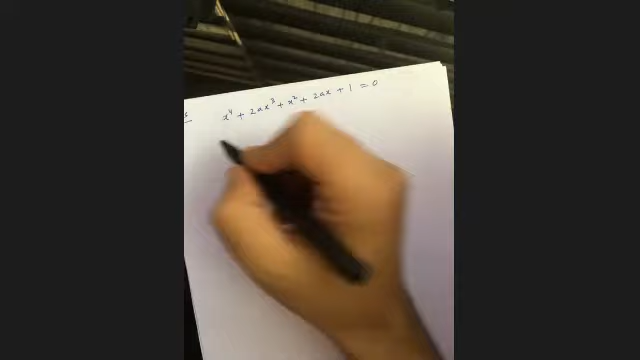 x⁴ + 2ax³ + x² + 2ax + 1 = 0